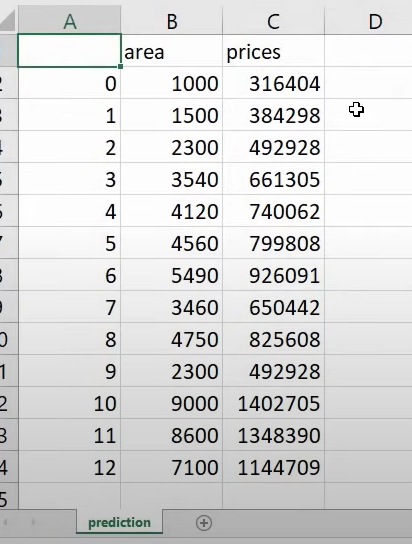 A B C D
area prices
2 0 1000 316404
3 1 1500 384298
4 2 2300 492928
5 3 3540 661305
6 4 4120 740062
7 5 4560 799808
8 6 5490 926091
9 7 3460 650442
0 8 4750 825608
1 9 2300 492928
2 10 9000 1402705
3 11 8600 1348390
4 12 7100 1144709
5
prediction